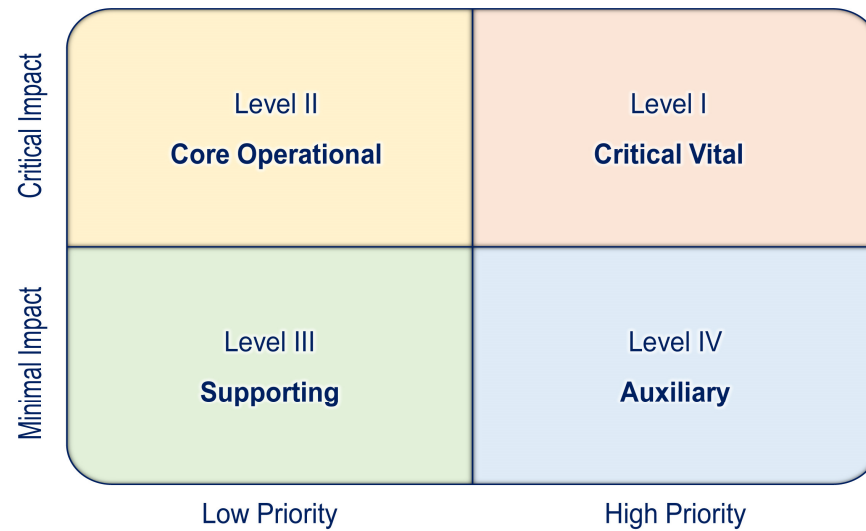 Critical Impact
Level II
Core Operational
Level I
Critical Vital
Minimal Impact
Level III
Supporting
Level IV
Auxiliary
Low Priority
High Priority